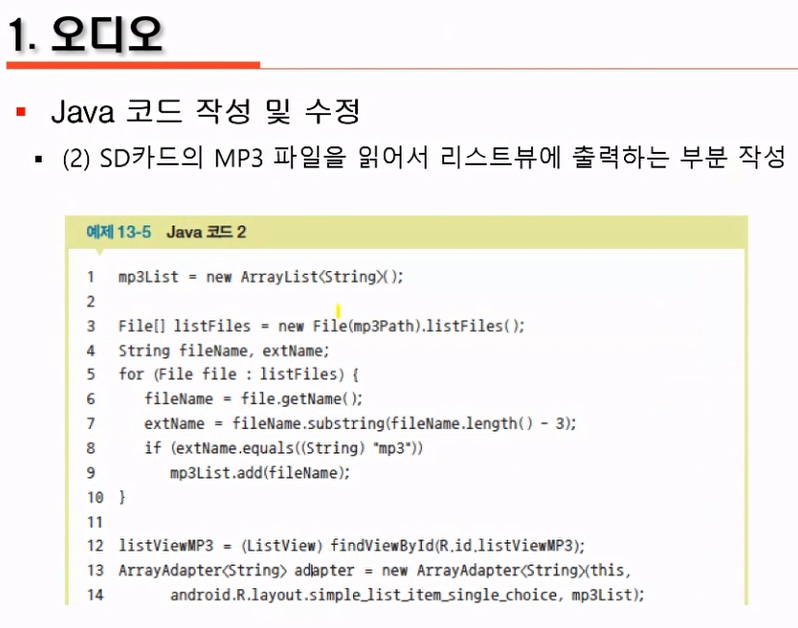 1. 오디오
Java 코드 작성 및 수정
(2) SD카드의 MP3 파일을 읽어서 리스트뷰에 출력하는 부분 작성
예제 13-5 Java 코드 2
1 mp3List = new ArrayList<String>();
2
3 File[] listFiles = new File(mp3Path).listFiles();
4 String fileName, extName;
5 for (File file : listFiles) {
6 fileName = file.getName();
7 extName = fileName.substring(fileName.length() - 3);
8 if (extName.equals((String) "mp3"))
9 mp3List.add(fileName);
10 }
11
12 listViewMP3 = (ListView) findViewById(R.id.listViewMP3);
13 ArrayAdapter<String> adapter = new ArrayAdapter<String>(this,
14 android.R.layout.simple_list_item_single_choice, mp3List);